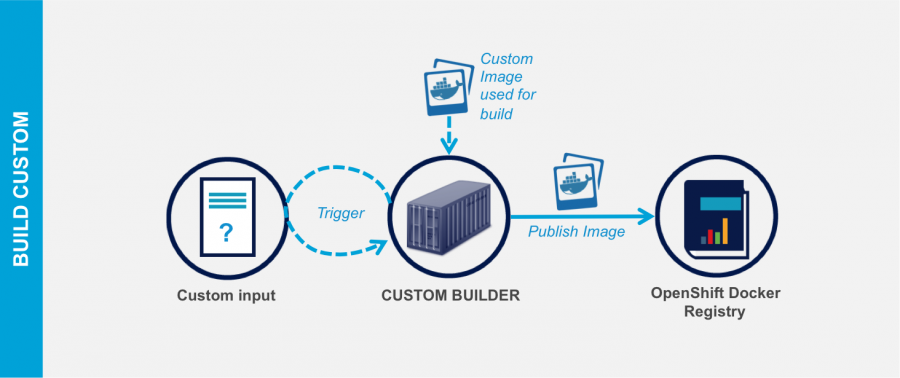 BUILD CUSTOM
Custom
Image
used for
build
?
Trigger
Publish Image
Custom input
CUSTOM BUILDER
OpenShift Docker
Registry